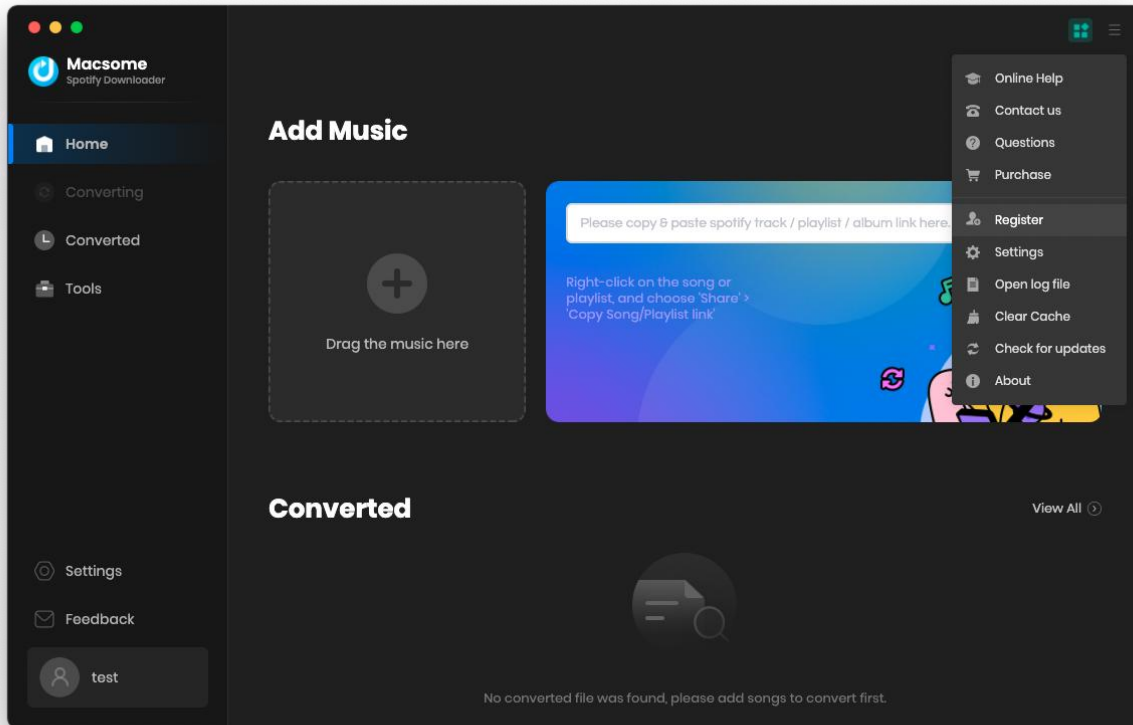 Macsome
Spotify Downloader
Home
Converting
Converted
Tools
Settings
Feedback
test
Add Music
Drag the music here
Please copy & paste spotify track / playlist / album link here.
Right-click on the song or
playlist, and choose 'Share' >
'Copy Song/Playlist link'
Online Help
Contact us
Questions
Purchase
Register
Settings
Open log file
Clear Cache
Check for updates
About
Converted
View All
No converted file was found, please add songs to convert first.